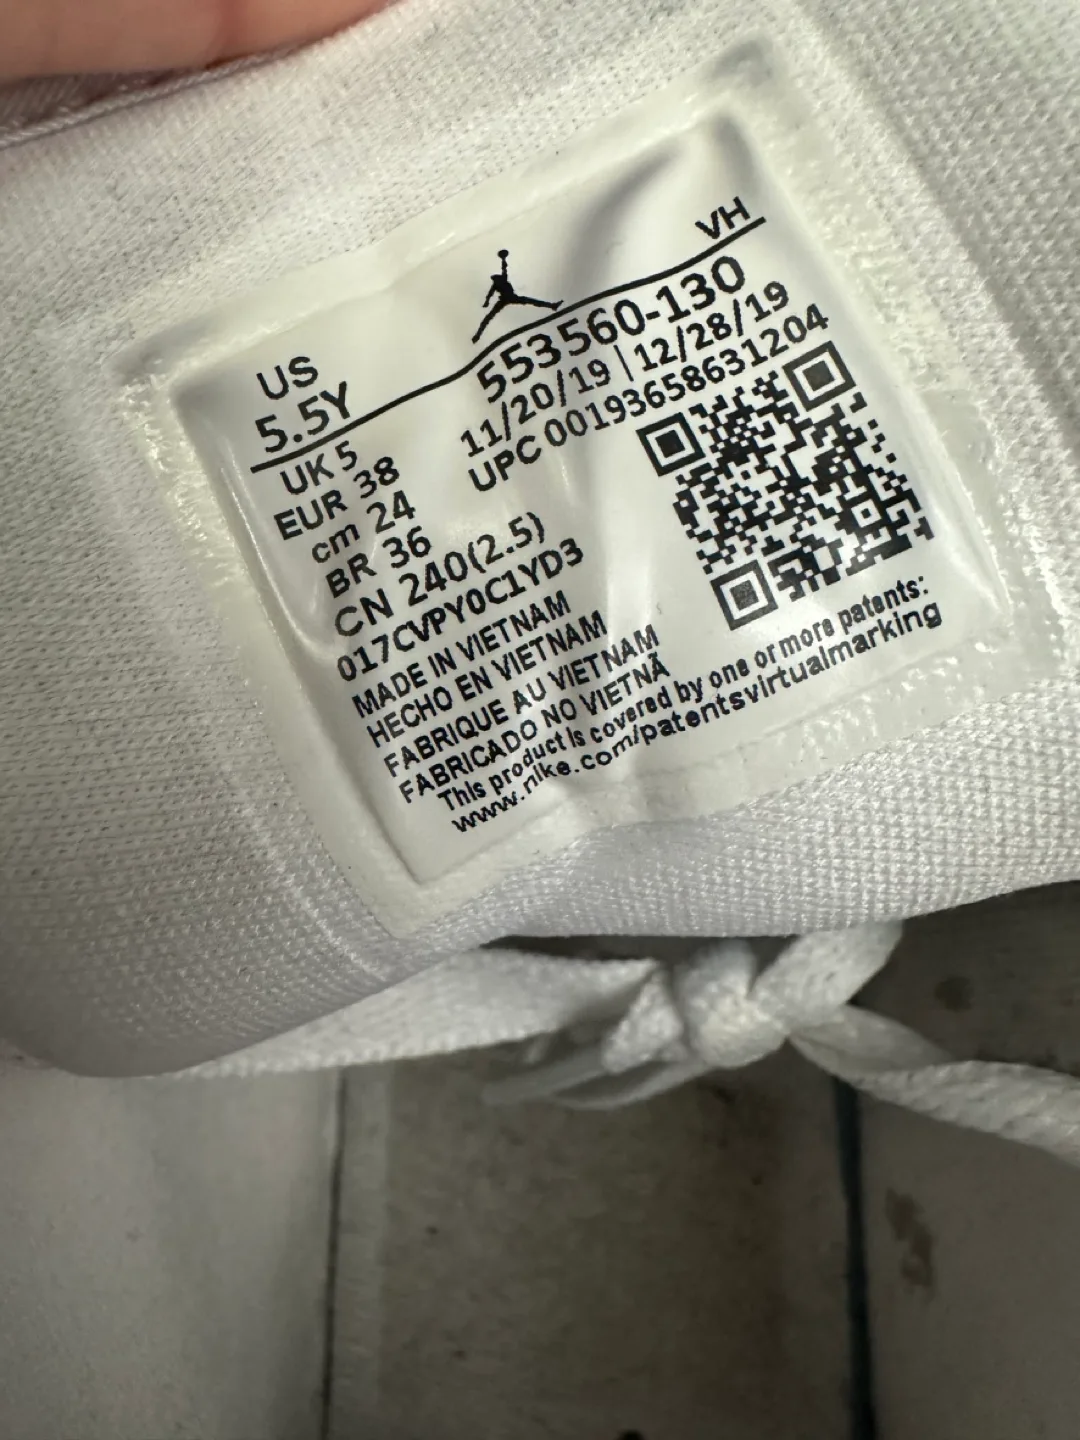 VH
US
5.5Y
553560-130
11/20/19 | 12/28/19
UPC 00193658631204
UK 5
EUR 38
cm 24
BR 36
CN 240(2.5)
017CVPY0C1YD3
MADE IN VIETNAM
HECHO EN VIETNAM
FABRIQUE AU VIETNAM
FABRICADO NO VIETNÃ
This product is covered by one or more patents:
www.nike.com/patentsvirtualmarking